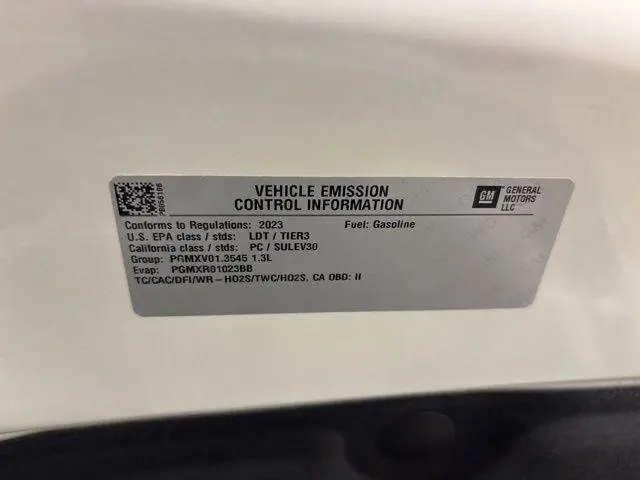 VEHICLE EMISSION
CONTROL INFORMATION
GM
GENERAL
MOTORS
LLC
Conforms to Regulations: 2023 Fuel: Gasoline
U.S. EPA class / stds: LDT / TIER3
California class / stds: PC / SULEV30
Group: PGMXV01.3545 1.3L
Evap: PGMXR01023BB
TC/CAC/DFI/WR-HO2S/TWC/HO2S. CA OBD: II